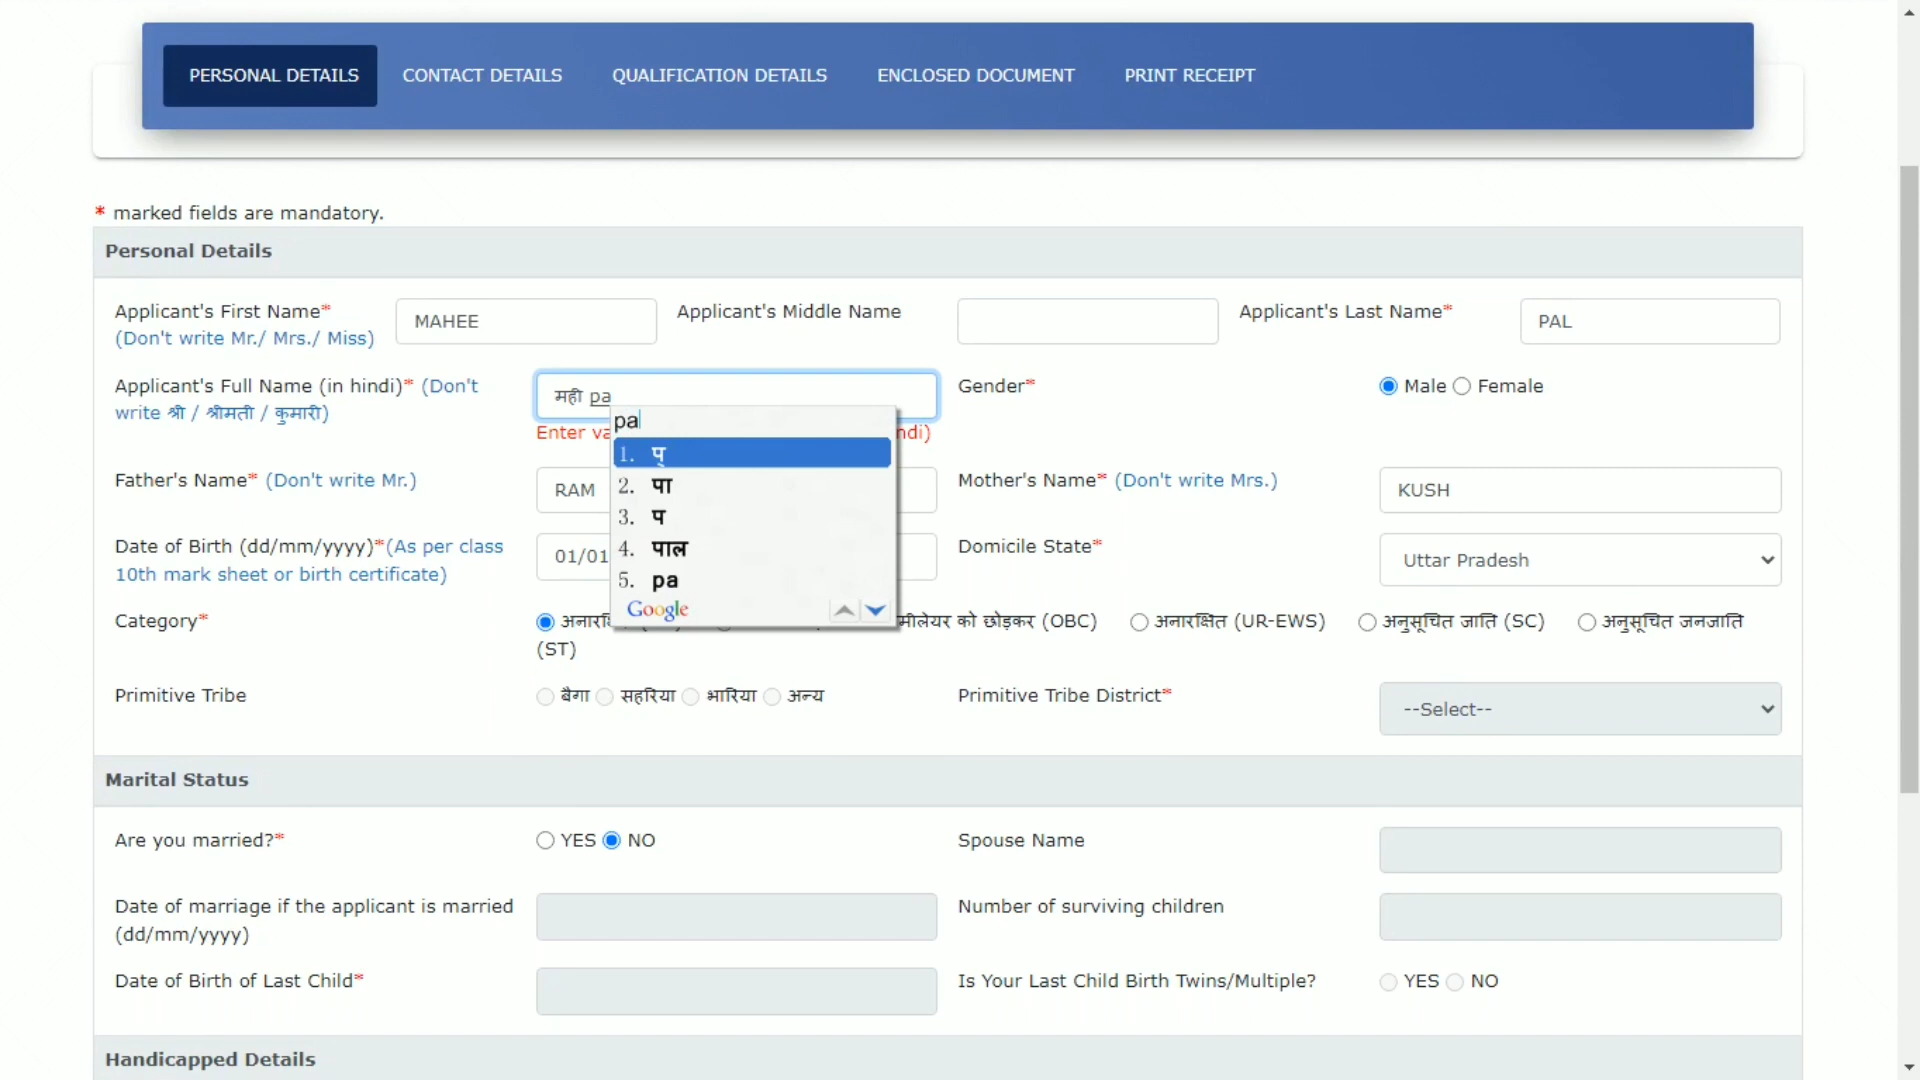 PERSONAL DETAILS CONTACT DETAILS QUALIFICATION DETAILS ENCLOSED DOCUMENT PRINT RECEIPT
* marked fields are mandatory.
Personal Details
Applicant's First Name* (Don't write Mr./ Mrs./ Miss) MAHEE Applicant's Middle Name Applicant's Last Name* PAL
Applicant's Full Name (in hindi)* (Don't write श्री / श्रीमती / कुमारी) मही pa Gender* Male Female
Enter ndi)
pa
1. प्
2. पा
3. प
4. पाल
5. pa
Google
Father's Name* (Don't write Mr.) RAM Mother's Name* (Don't write Mrs.) KUSH
Date of Birth (dd/mm/yyyy)*(As per class 10th mark sheet or birth certificate) 01/01 Domicile State* Uttar Pradesh
Category* को छोड़कर (OBC) अनारक्षित (UR-EWS) अनुसूचित जाति (SC) अनुसूचित जनजाति
(ST)
Primitive Tribe बैगा सहरिया भारिया अन्य Primitive Tribe District* --Select--
Marital Status
Are you married?* YES NO Spouse Name
Date of marriage if the applicant is married (dd/mm/yyyy) Number of surviving children
Date of Birth of Last Child* Is Your Last Child Birth Twins/Multiple? YES NO
Handicapped Details